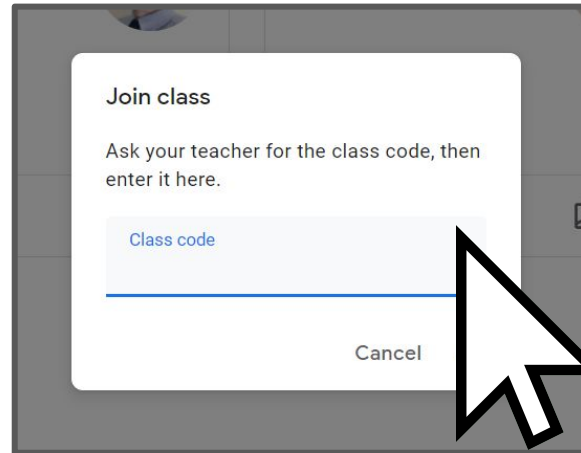 Join class
Ask your teacher for the class code, then
enter it here.
Class code
Cancel